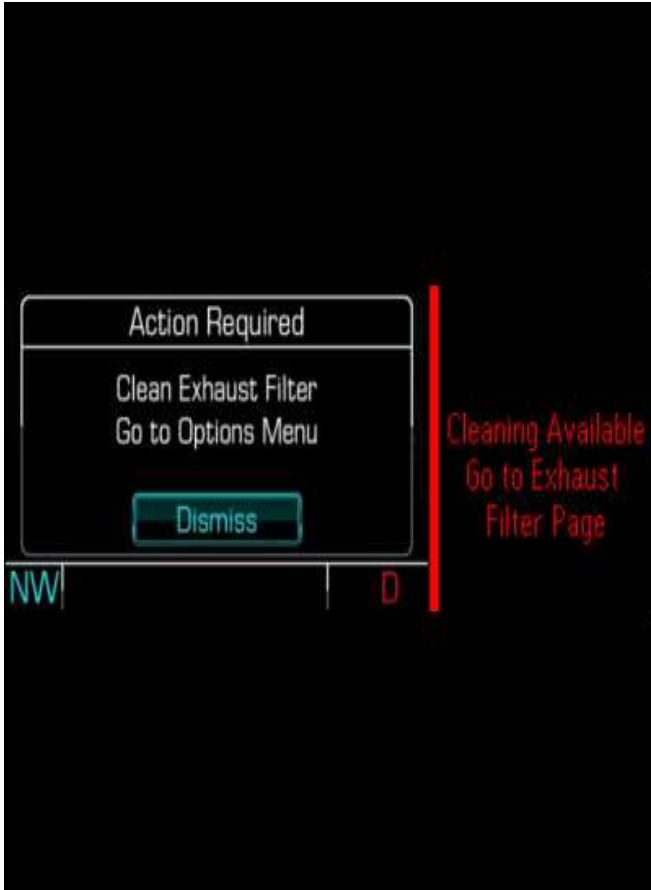 Action Required
Clean Exhaust Filter
Go to Options Menu
Dismiss
NW
D
Cleaning Available
Go to Exhaust
Filter Page